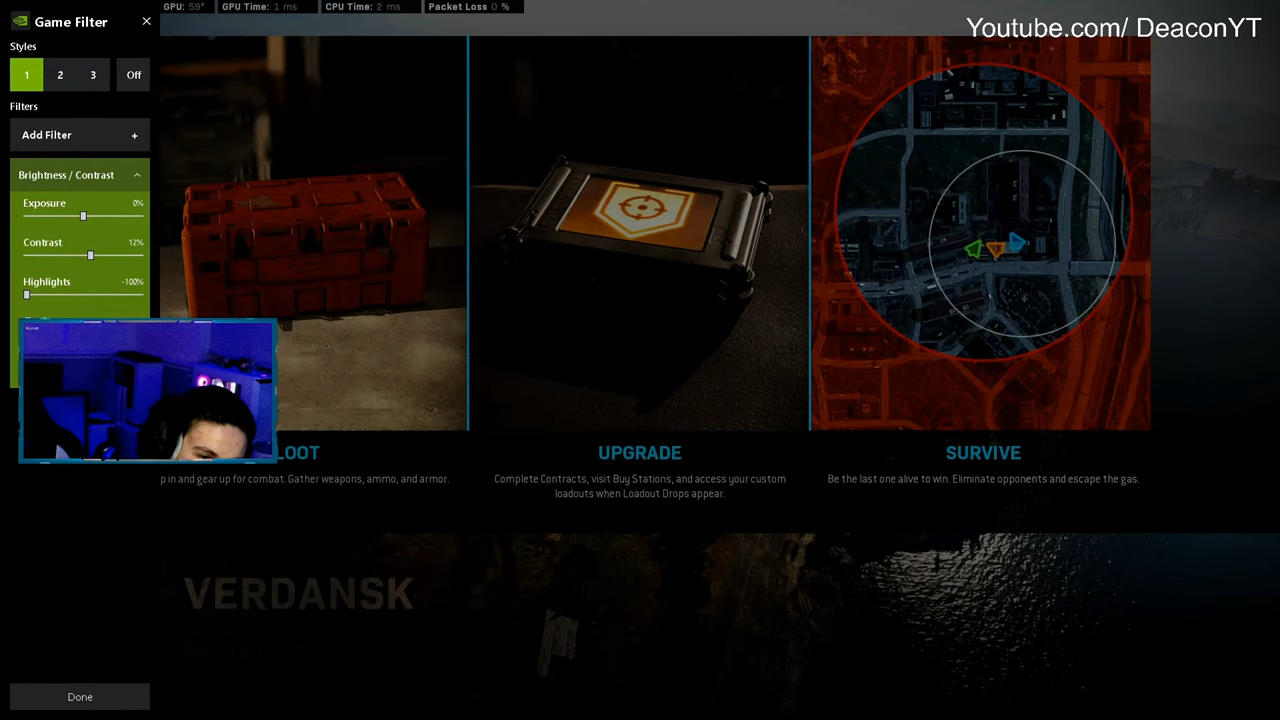 GPU: 59°
GPU Time: 1 ms
CPU Time: 2 ms
Packet Loss 0 %
Youtube.com/ DeaconYT
Game Filter
Styles
1 2 3 Off
Filters
Add Filter +
Brightness / Contrast
Exposure 0%
Contrast 12%
Highlights -100%
LOOT
p in and gear up for combat. Gather weapons, ammo, and armor.
UPGRADE
Complete Contracts, visit Buy Stations, and access your custom
loadouts when Loadout Drops appear.
SURVIVE
Be the last one alive to win. Eliminate opponents and escape the gas.
VERDANSK
Done